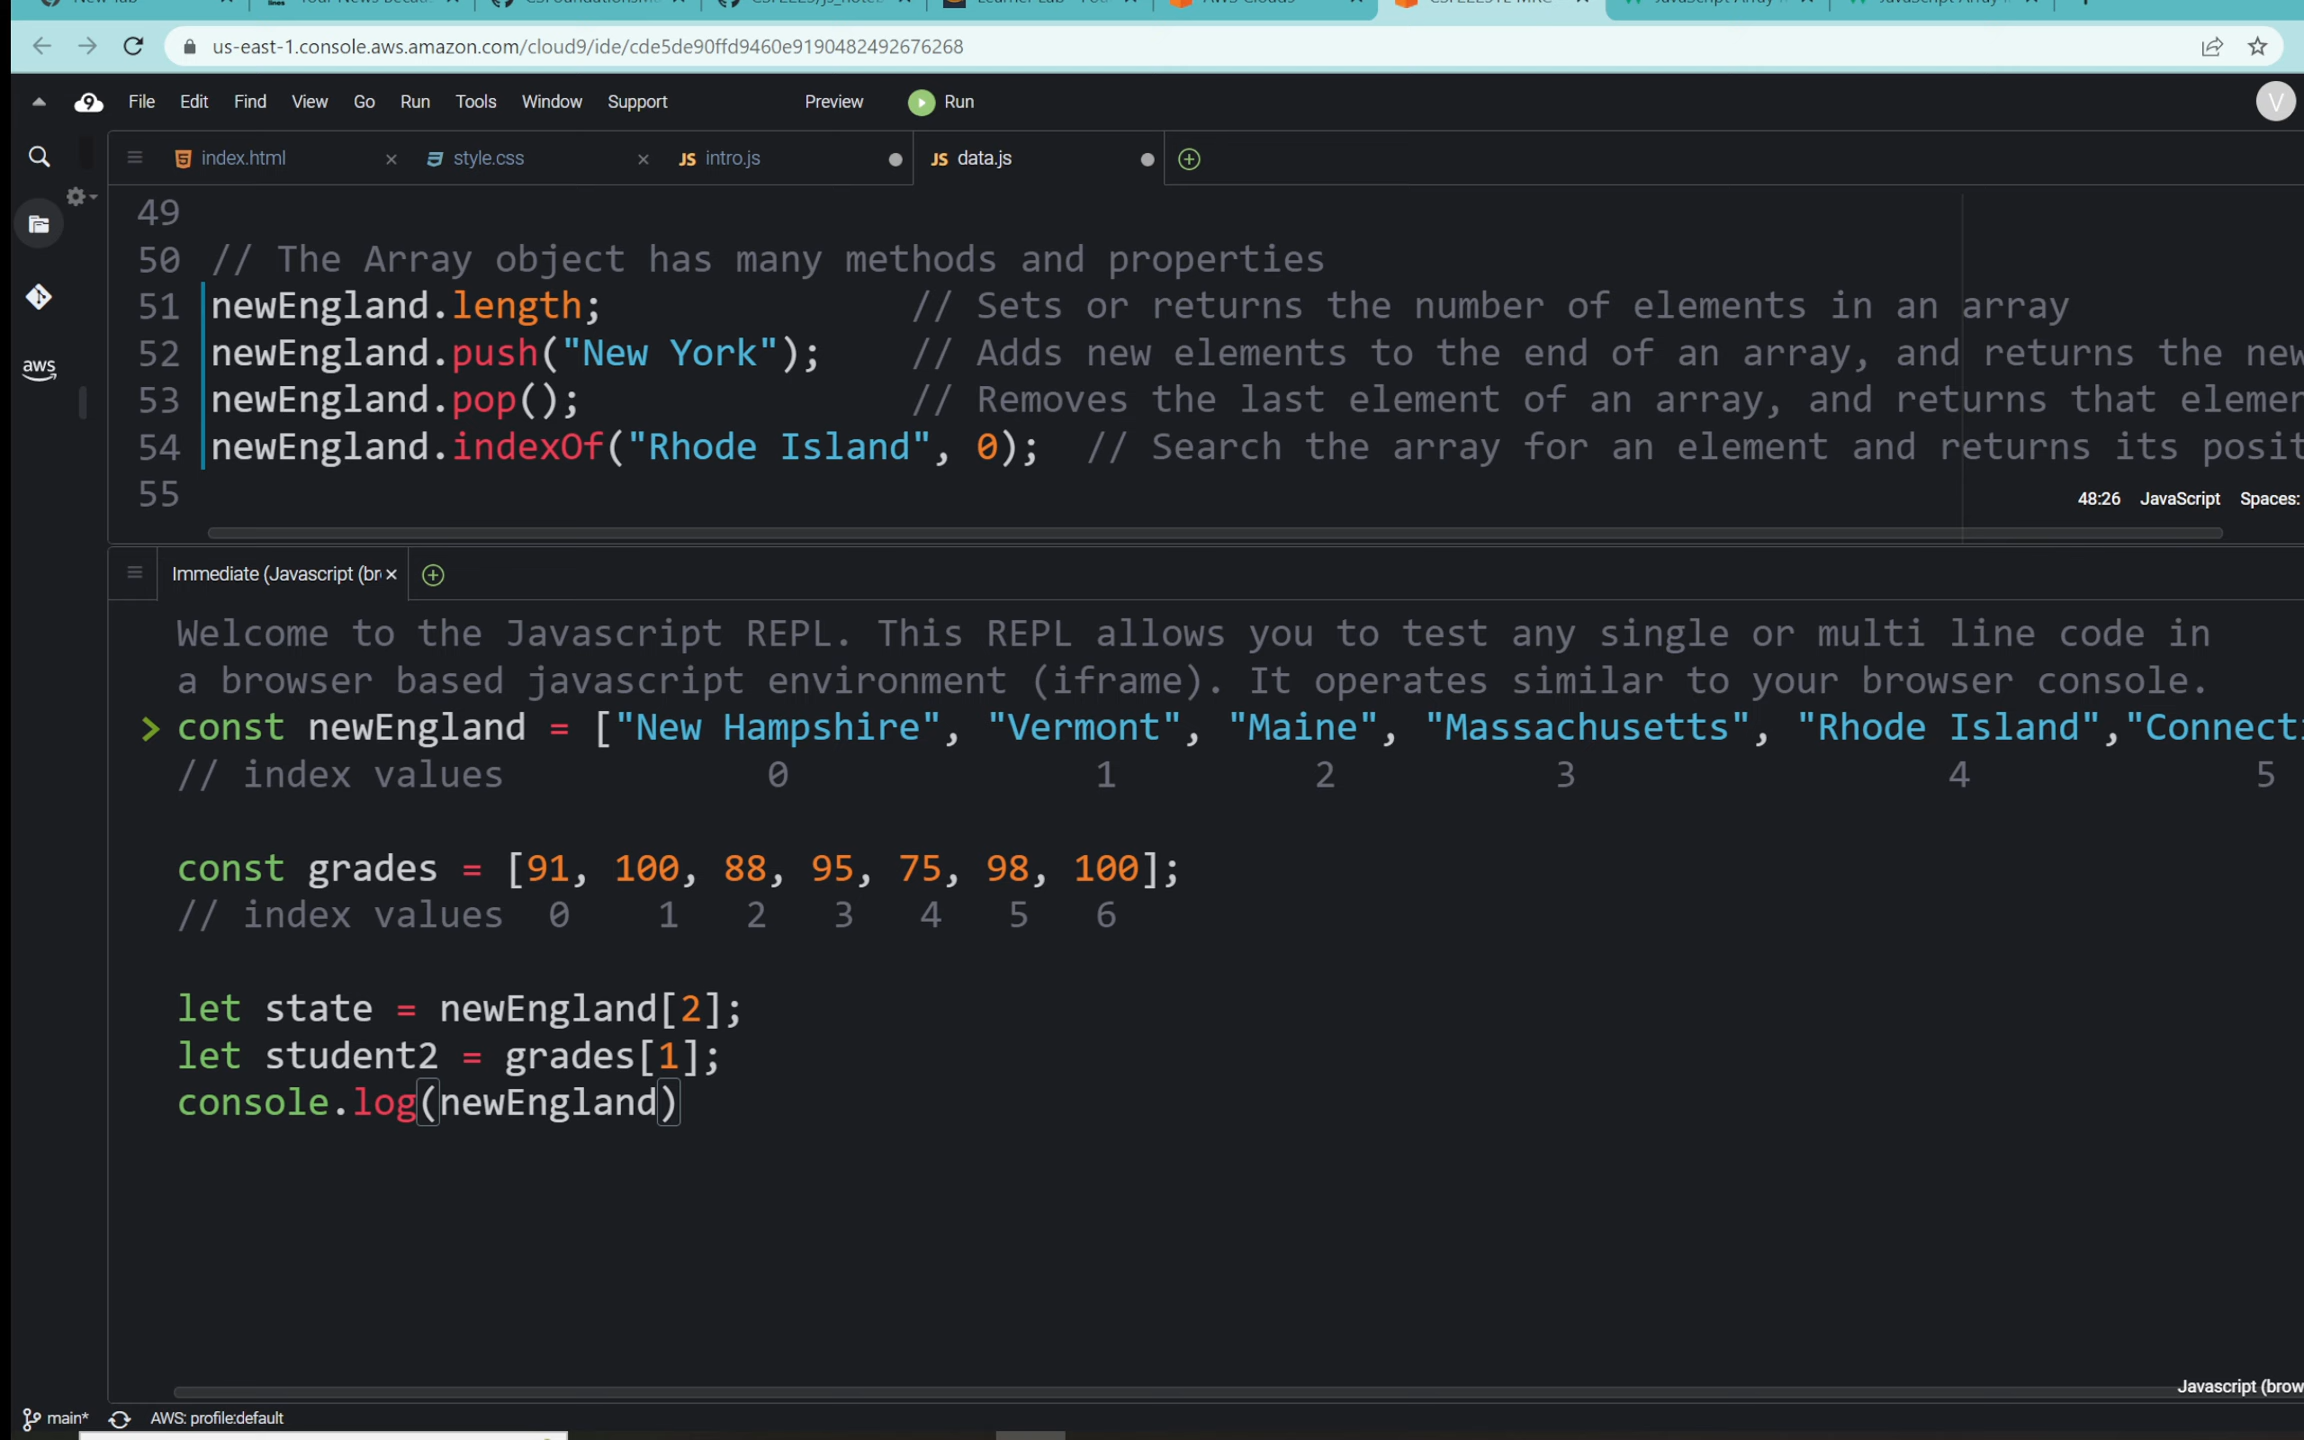 us-east-1.console.aws.amazon.com/cloud9/ide/cde5de90ffd9460e9190482492676268
9 File Edit Find View Go Run Tools Window Support Preview Run V
index.html style.css JS intro.js JS data.js
49
50 // The Array object has many methods and properties
51 newEngland.length; // Sets or returns the number of elements in an array
52 newEngland.push("New York"); // Adds new elements to the end of an array, and returns the new
53 newEngland.pop(); // Removes the last element of an array, and returns that elemen
54 newEngland.indexOf("Rhode Island", 0); // Search the array for an element and returns its posit
55
aws
48:26 JavaScript Spaces:
Immediate (Javascript (br
Welcome to the Javascript REPL. This REPL allows you to test any single or multi line code in
a browser based javascript environment (iframe). It operates similar to your browser console.
> const newEngland = ["New Hampshire", "Vermont", "Maine", "Massachusetts", "Rhode Island","Connecti
// index values 0 1 2 3 4 5
const grades = [91, 100, 88, 95, 75, 98, 100];
// index values 0 1 2 3 4 5 6
let state = newEngland[2];
let student2 = grades[1];
console.log(newEngland)
Javascript (brow
main* AWS: profile:default